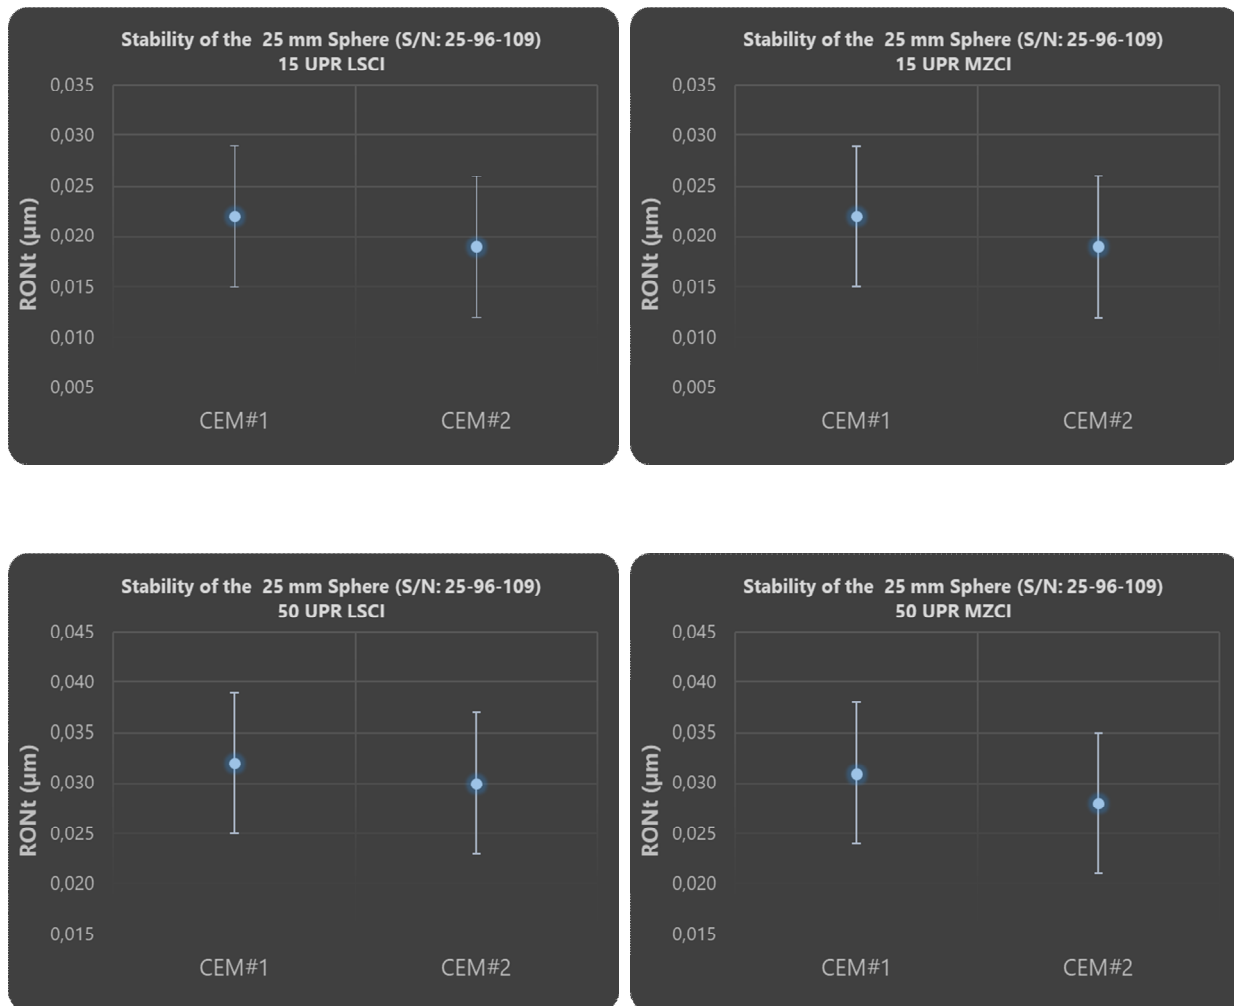 Stability of the  25 mm Sphere (S/N: 25-96-109)
15 UPR LSCI
0,035
0,030
0,025
0,020
0,015
0,010
0,005
RONt (µm)
CEM#1
CEM#2
Stability of the  25 mm Sphere (S/N: 25-96-109)
15 UPR MZCI
0,035
0,030
0,025
0,020
0,015
0,010
0,005
RONt (µm)
CEM#1
CEM#2
Stability of the  25 mm Sphere (S/N: 25-96-109)
50 UPR LSCI
0,045
0,040
0,035
0,030
0,025
0,020
0,015
RONt (µm)
CEM#1
CEM#2
Stability of the  25 mm Sphere (S/N: 25-96-109)
50 UPR MZCI
0,045
0,040
0,035
0,030
0,025
0,020
0,015
RONt (µm)
CEM#1
CEM#2